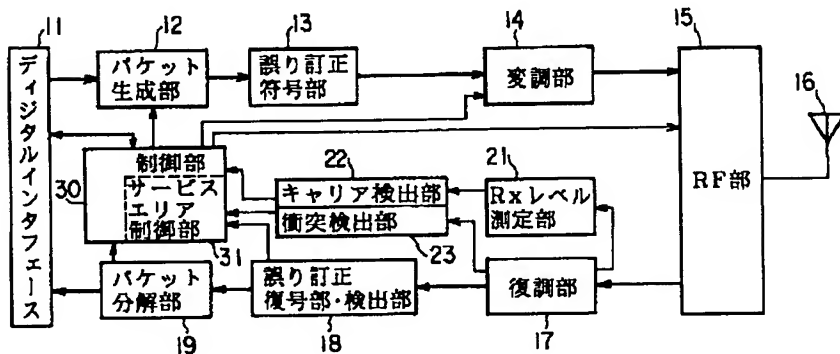 11
ディジタルインタフェース
12
パケット
生成部
13
誤り訂正
符号部
14
変調部
15
RF部
16
30
制御部
サービス
エリア
制御部
31
22
キャリア検出部
衝突検出部
23
21
Rxレベル
測定部
パケット
分解部
19
誤り訂正
復号部・検出部
18
復調部
17